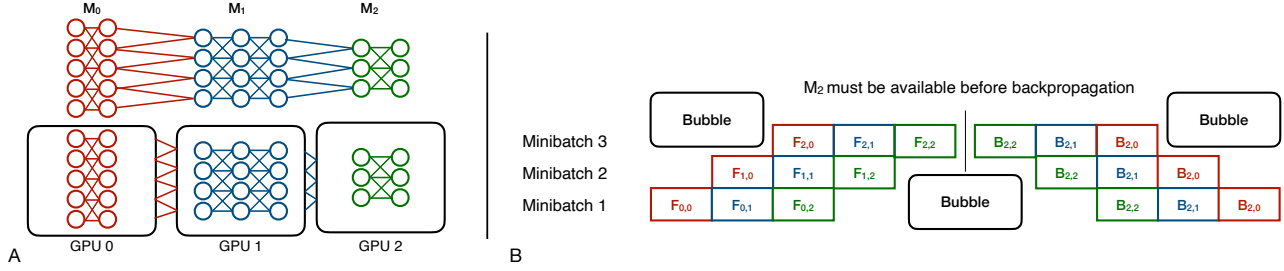 M0 M1 M2
GPU 0 GPU 1 GPU 2
A
M2 must be available before backpropagation
Bubble Bubble
Minibatch 3 F2,0 F2,1 F2,2 B2,2 B2,1 B2,0
Minibatch 2 F1,0 F1,1 F1,2 B2,2 B2,1 B2,0
Minibatch 1 F0,0 F0,1 F0,2 Bubble B2,2 B2,1 B2,0
B